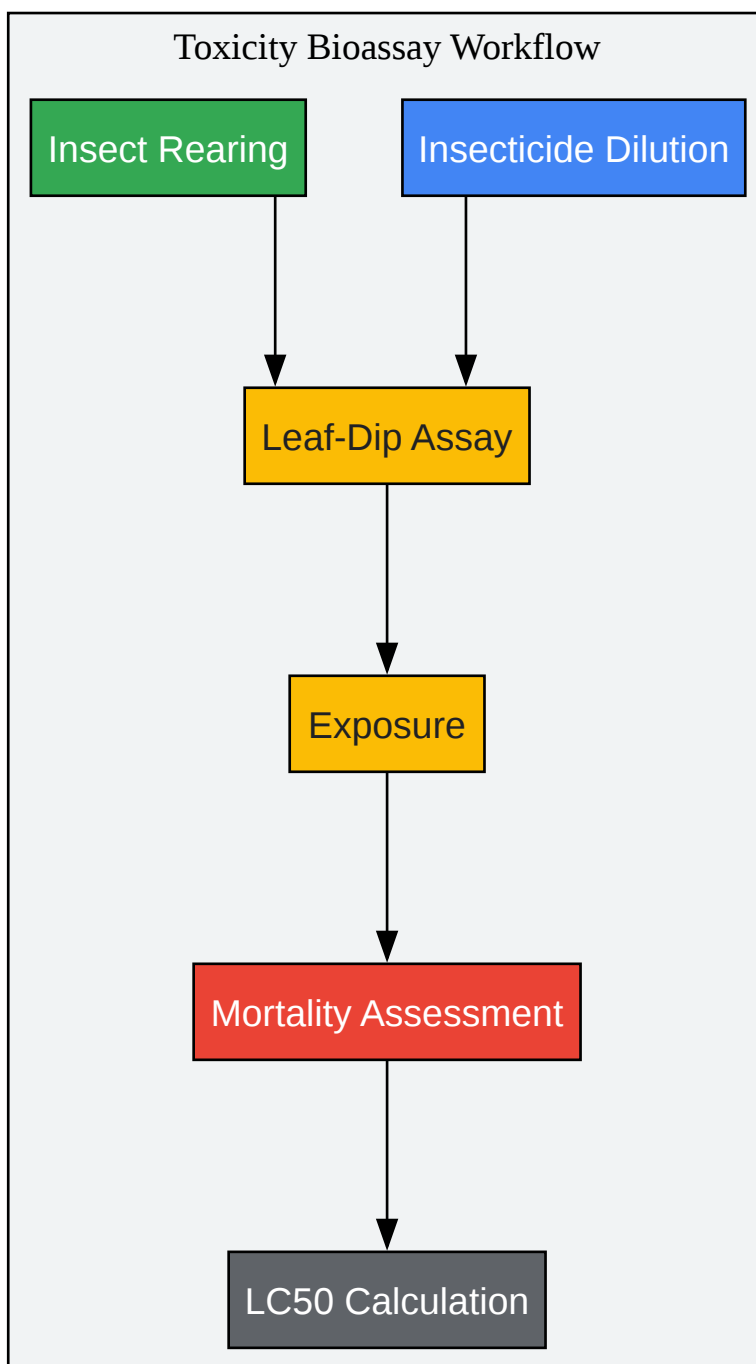 Toxicity Bioassay Workflow
Insect Rearing
Insecticide Dilution
Leaf-Dip Assay
Exposure
Mortality Assessment
LC50 Calculation